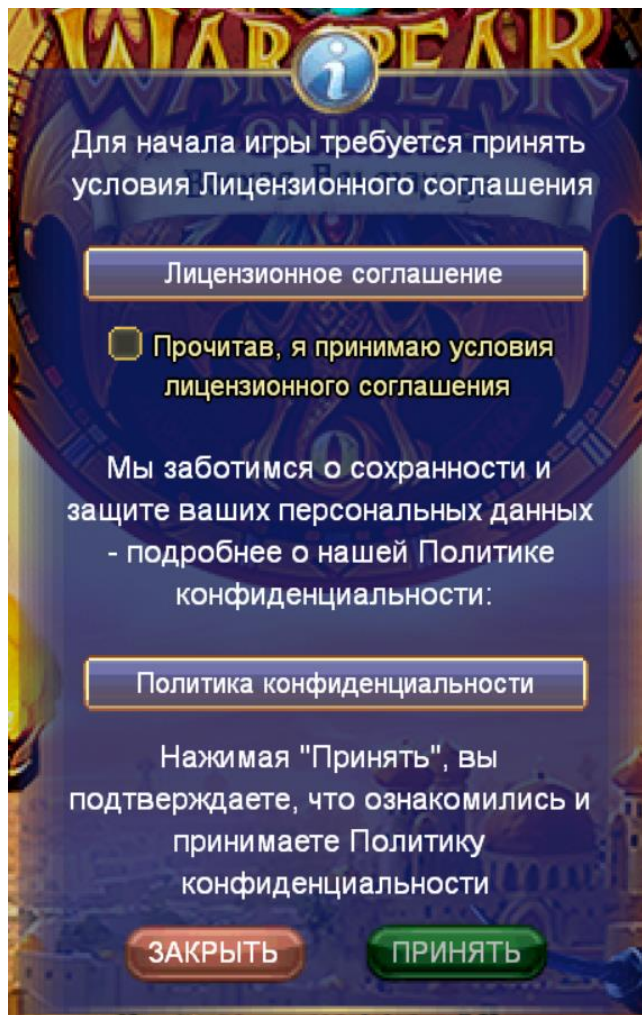 WARSPEAR
ONLINE
Для начала игры требуется принять
условия Лицензионного соглашения
Лицензионное соглашение
Прочитав, я принимаю условия
лицензионного соглашения
Мы заботимся о сохранности и
защите ваших персональных данных
- подробнее о нашей Политике
конфиденциальности:
Политика конфиденциальности
Нажимая "Принять", вы
подтверждаете, что ознакомились и
принимаете Политику
конфиденциальности
ЗАКРЫТЬ ПРИНЯТЬ